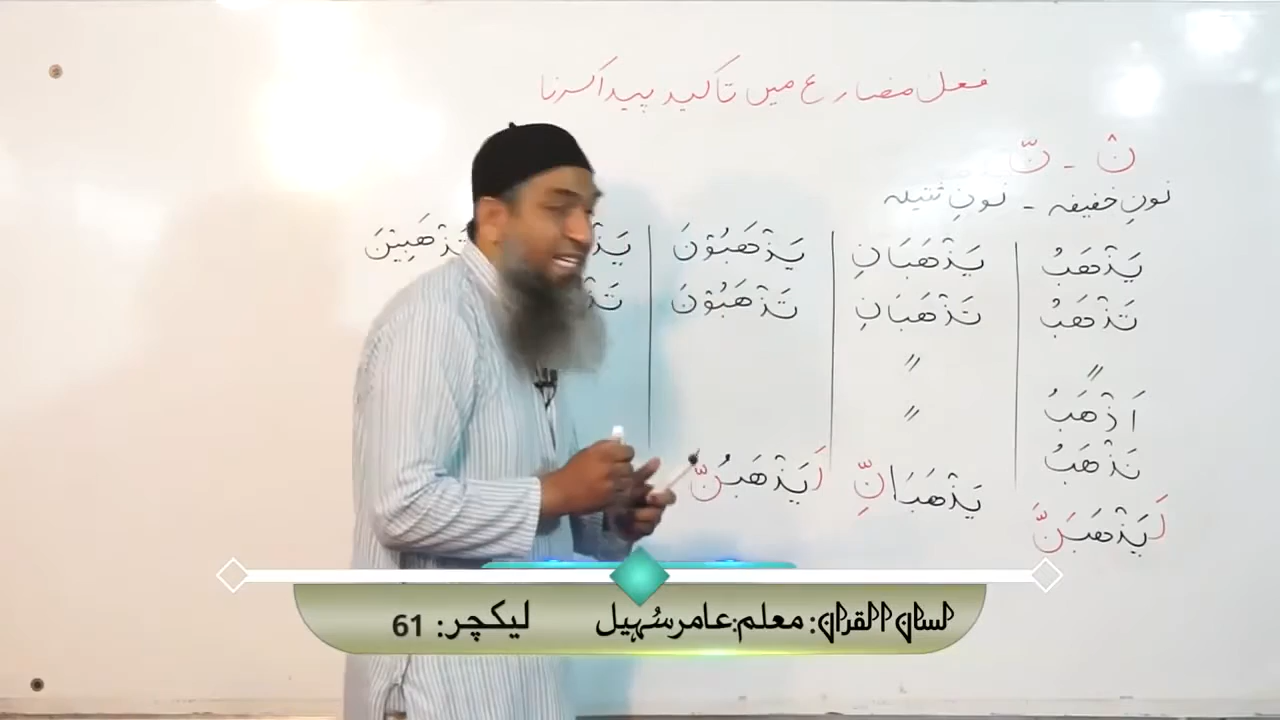 فعل مضارع میں تاکید پیدا کرنا
نْ - نّ
نونِ خفیفہ - نونِ ثقیلہ
یَذْهَبُ یَذْهَبَانِ یَذْهَبُوْنَ یَذْ تَذْهَبِیْنَ
تَذْهَبُ تَذْهَبَانِ تَذْهَبُوْنَ تَذْ
〃 〃
اَذْهَبُ 〃
نَذْهَبُ
لَیَذْهَبَنَّ یَذْهَبَانِّ لَیَذْهَبُنَّ
لسان القرآن: معلم: عامر سُہیل لیکچر: 61